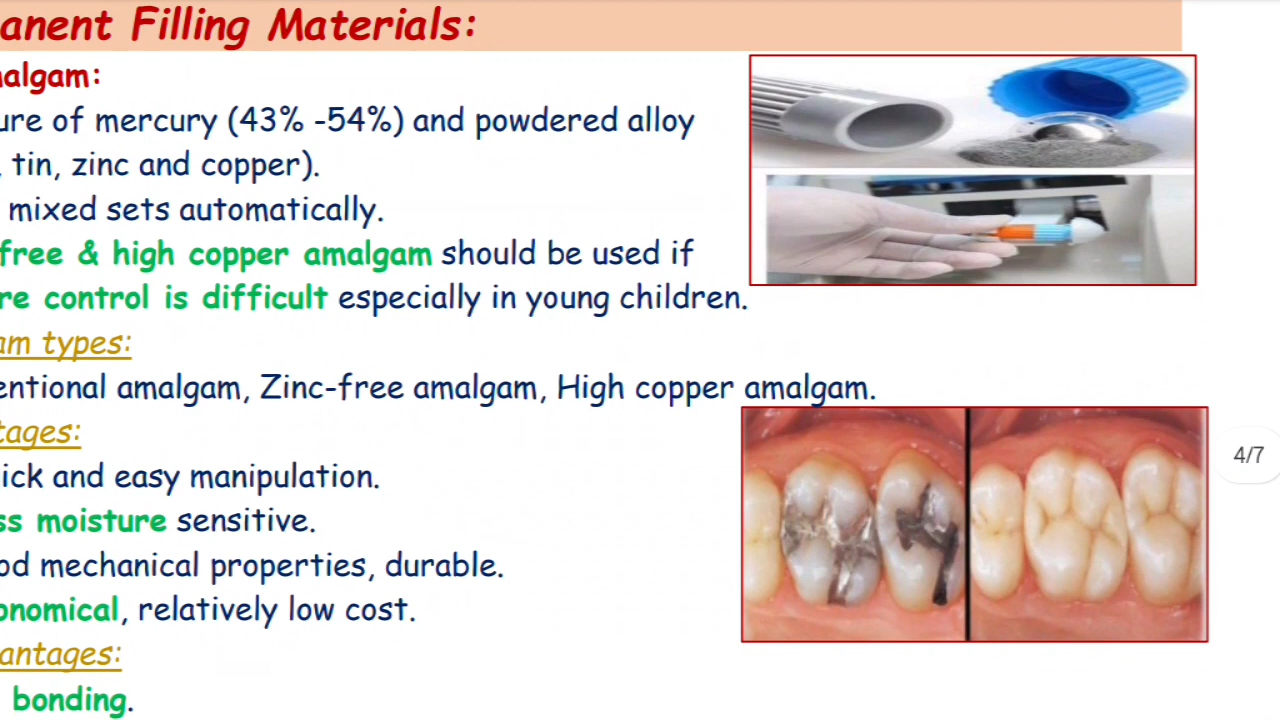 anent Filling Materials:
nalgam:
ure of mercury (43% -54%) and powdered alloy
, tin, zinc and copper).
mixed sets automatically.
free & high copper amalgam should be used if
re control is difficult especially in young children.
am types:
entional amalgam, Zinc-free amalgam, High copper amalgam.
tages:
ick and easy manipulation.
ss moisture sensitive.
od mechanical properties, durable.
onomical, relatively low cost.
antages:
bonding.
4/7